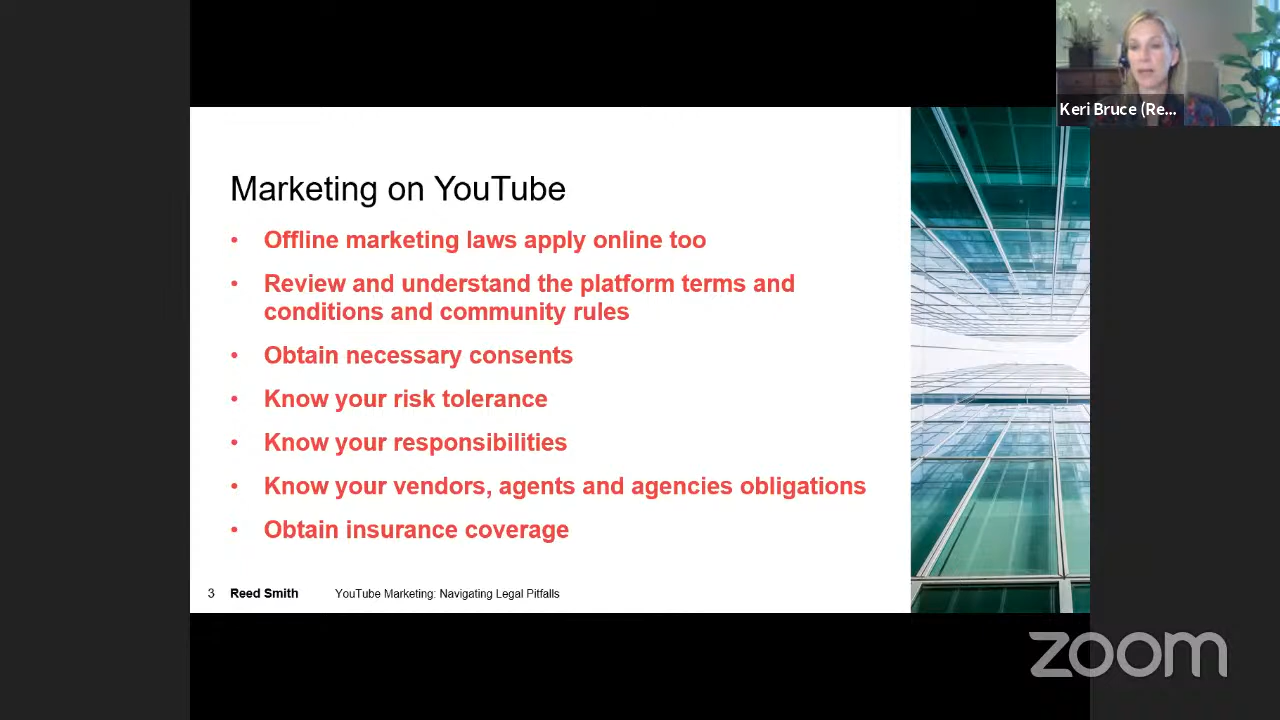 Keri Bruce (Re...
Marketing on YouTube
• Offline marketing laws apply online too
• Review and understand the platform terms and
conditions and community rules
• Obtain necessary consents
• Know your risk tolerance
• Know your responsibilities
• Know your vendors, agents and agencies obligations
• Obtain insurance coverage
3 Reed Smith YouTube Marketing: Navigating Legal Pitfalls
zoom